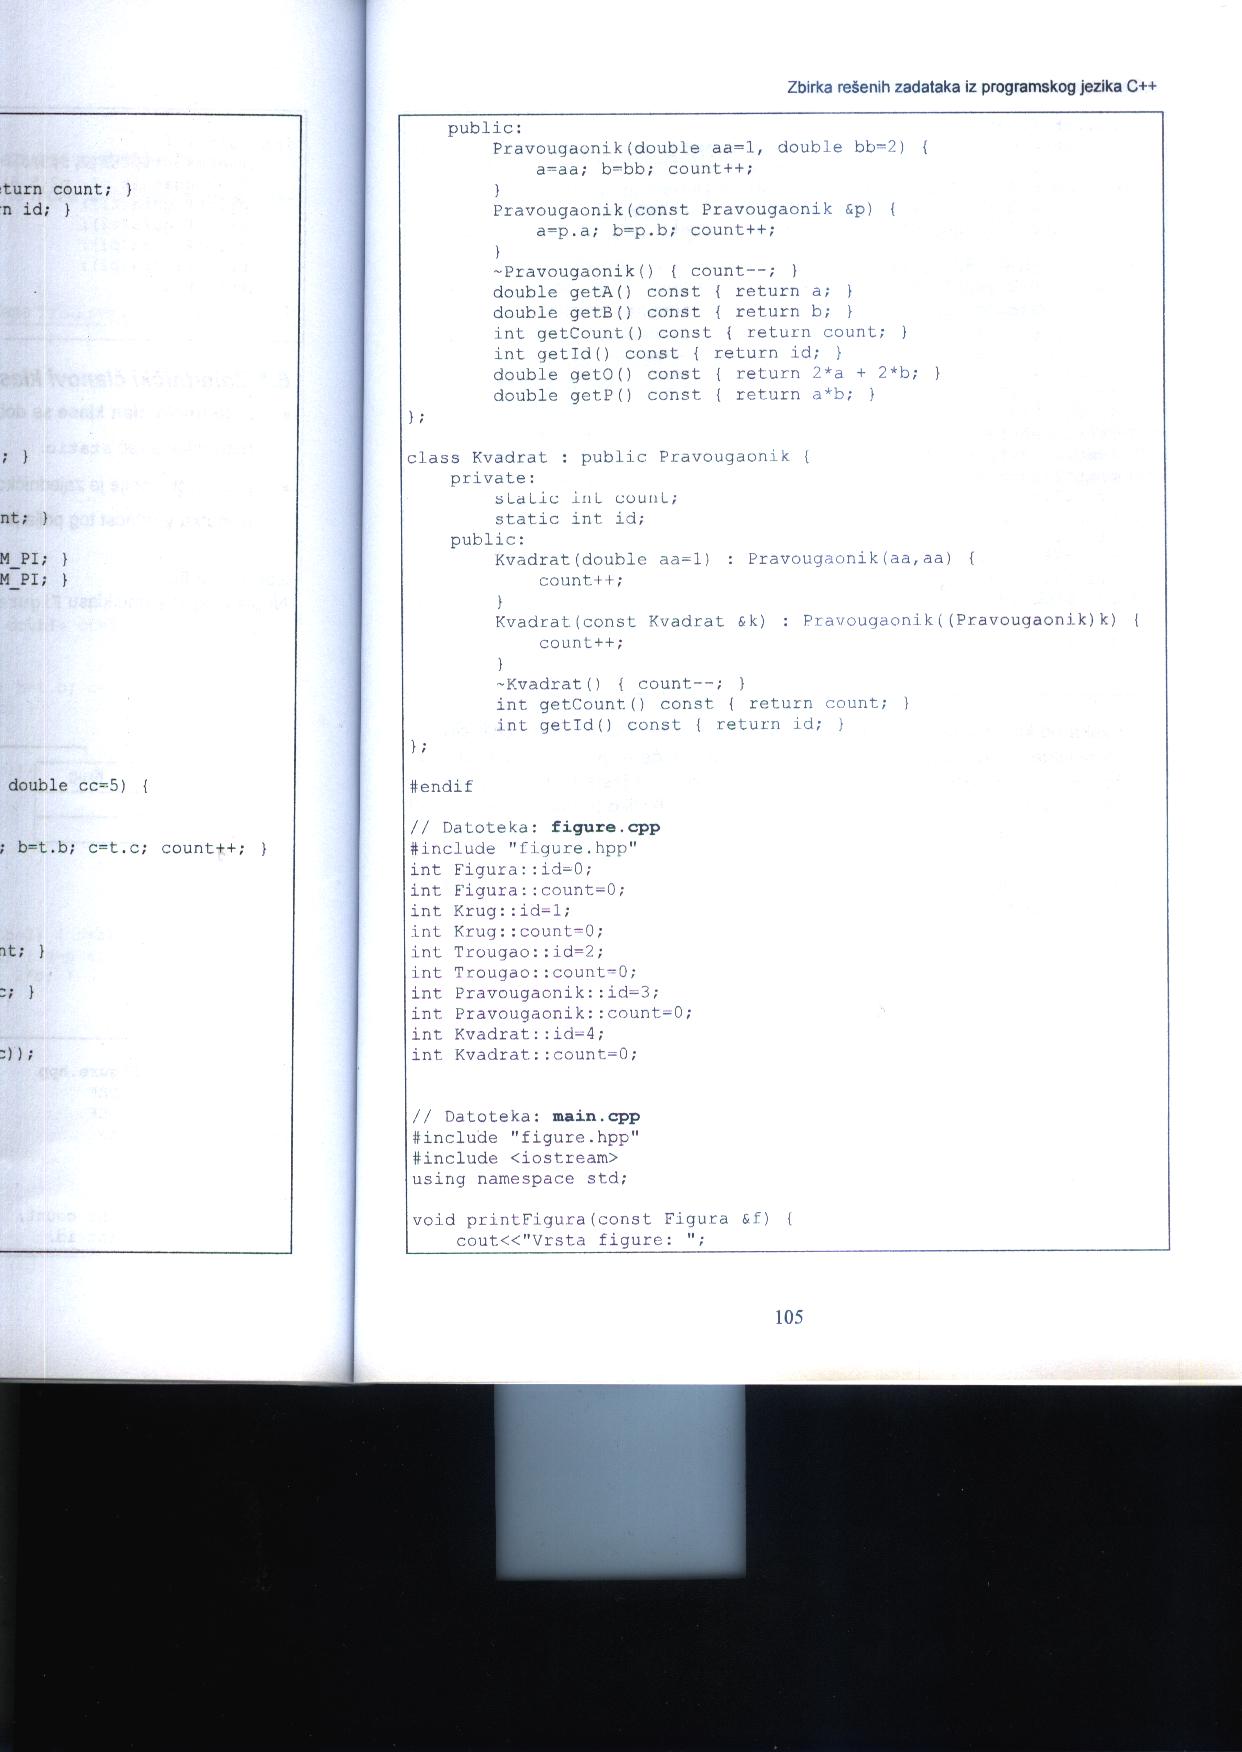 turn count; }
n id; }
; }
nt; }
M_PI; }
M_PI; }
double cc=5) {
; b=t.b; c=t.c; count++; }
nt; }
c; }
c));
Zbirka rešenih zadataka iz programskog jezika C++
public:
Pravougaonik(double aa=1, double bb=2) {
a=aa; b=bb; count++;
}
Pravougaonik(const Pravougaonik &p) {
a=p.a; b=p.b; count++;
}
~Pravougaonik() { count--; }
double getA() const { return a; }
double getB() const { return b; }
int getCount() const { return count; }
int getId() const { return id; }
double getO() const { return 2*a + 2*b; }
double getP() const { return a*b; }
};
class Kvadrat : public Pravougaonik {
private:
static int count;
static int id;
public:
Kvadrat(double aa=1) : Pravougaonik(aa,aa) {
count++;
}
Kvadrat(const Kvadrat &k) : Pravougaonik((Pravougaonik)k) {
count++;
}
~Kvadrat() { count--; }
int getCount() const { return count; }
int getId() const { return id; }
};
#endif
// Datoteka: figure.cpp
#include "figure.hpp"
int Figura::id=0;
int Figura::count=0;
int Krug::id=1;
int Krug::count=0;
int Trougao::id=2;
int Trougao::count=0;
int Pravougaonik::id=3;
int Pravougaonik::count=0;
int Kvadrat::id=4;
int Kvadrat::count=0;
// Datoteka: main.cpp
#include "figure.hpp"
#include <iostream>
using namespace std;
void printFigura(const Figura &f) {
cout<<"Vrsta figure: ";
105